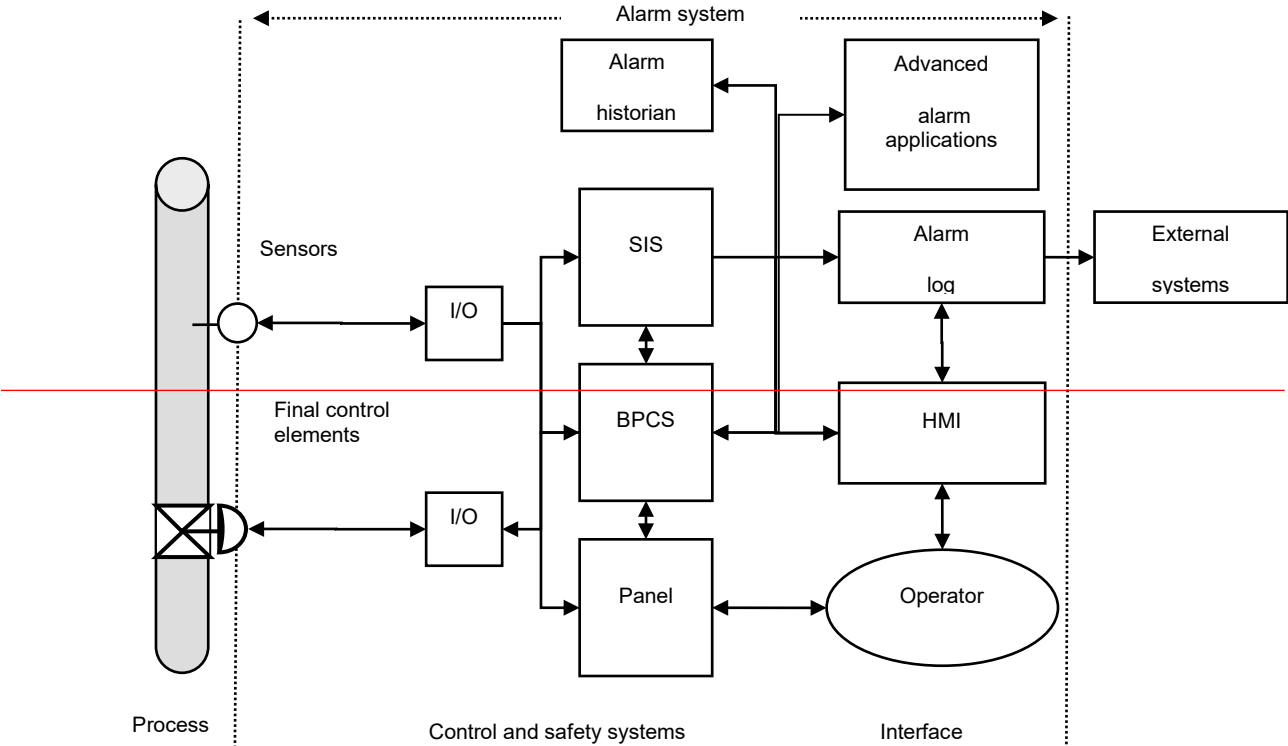 Alarm system
Alarm
historian
Advanced
alarm
applications
Sensors
SIS
Alarm
log
External
systems
I/O
Final control
elements
BPCS
HMI
I/O
Panel
Operator
Process
Control and safety systems
Interface